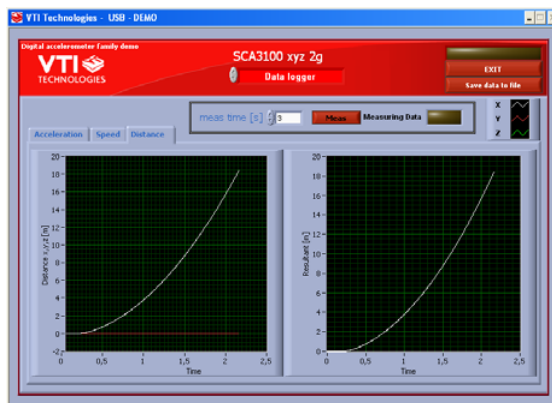 VTI Technologies - USB - DEMO
Digital accelerometer family demo
VTI
TECHNOLOGIES
SCA3100 xyz 2g
Data logger
EXIT
Save data to file
meas time [s]
3
Meas
Measuring Data
X
Y
Z
Acceleration
Speed
Distance
Distance x,y,z [m]
20
18
16
14
12
10
8
6
4
2
0
-2
0
0,5
1
1,5
2
2,5
Time
Resultant [m]
20
18
16
14
12
10
8
6
4
2
0
0
0,5
1
1,5
2
2,5
Time